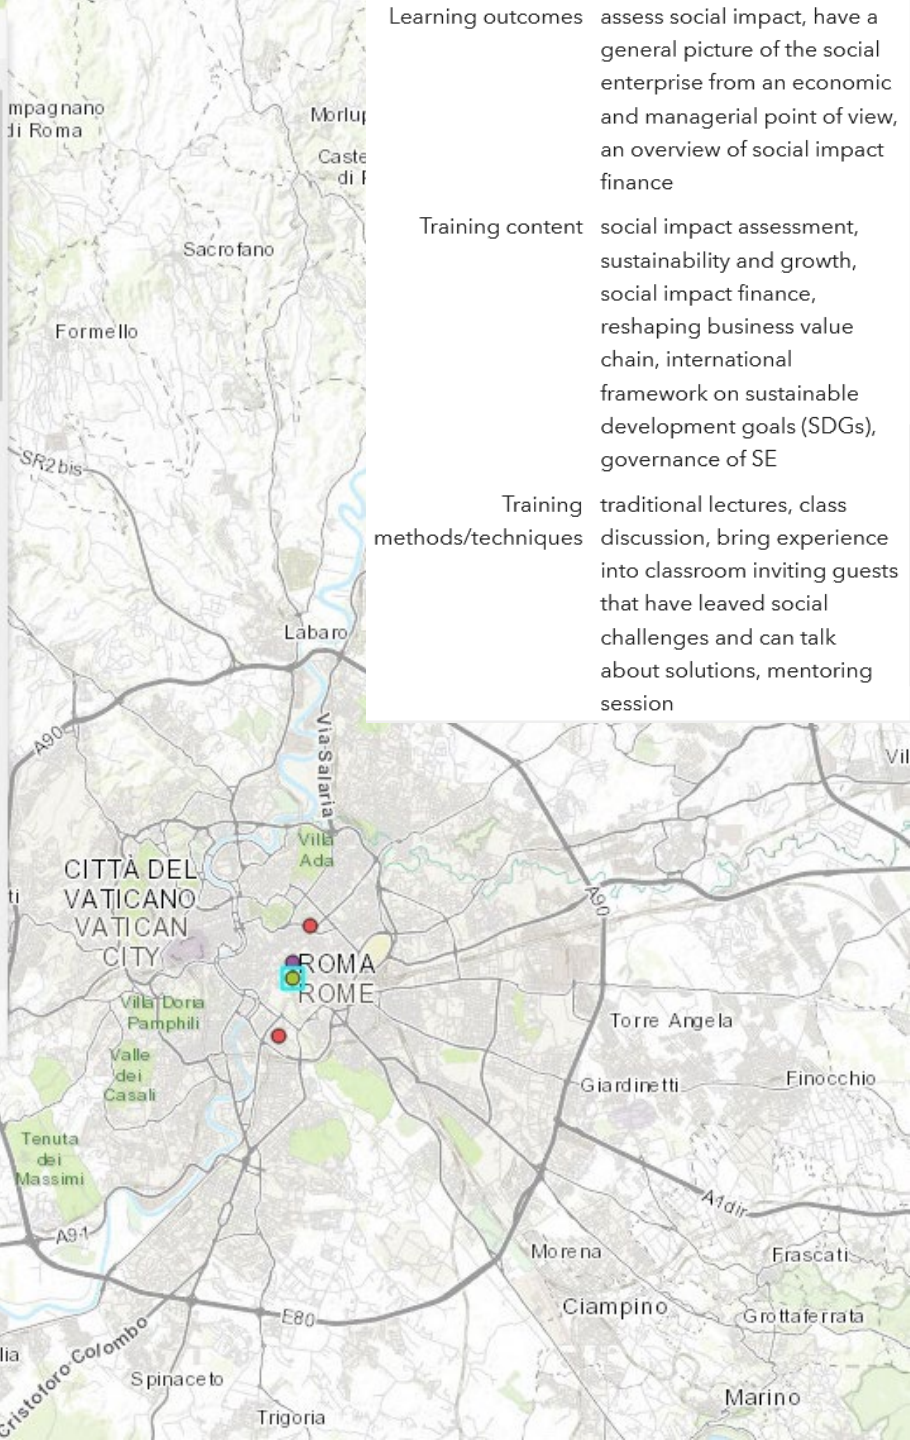 Learning outcomes
assess social impact, have a
general picture of the social
enterprise from an economic
and managerial point of view,
an overview of social impact
finance
Training content
social impact assessment,
sustainability and growth,
social impact finance,
reshaping business value
chain, international
framework on sustainable
development goals (SDGs),
governance of SE
Training
methods/techniques
traditional lectures, class
discussion, bring experience
into classroom inviting guests
that have leaved social
challenges and can talk
about solutions, mentoring
session
mpagnano
di Roma
Morlup
Caste
di F
Sacrofano
Formello
SR2bis
Labaro
A90
Via Salaria
Vil
Villa
Ada
CITTÀ DEL
VATICANO
VATICAN
CITY
ti
A90
ROMA
ROME
Villa Doria
Pamphili
Torre Angela
Valle
dei
Casali
Giardinetti
Finocchio
Tenuta
dei
Massimi
A1dir
A91
Morena
Frascati
Ciampino
Grottaferrata
E80
Cristoforo Colombo
lia
Spinaceto
Marino
Trigoria